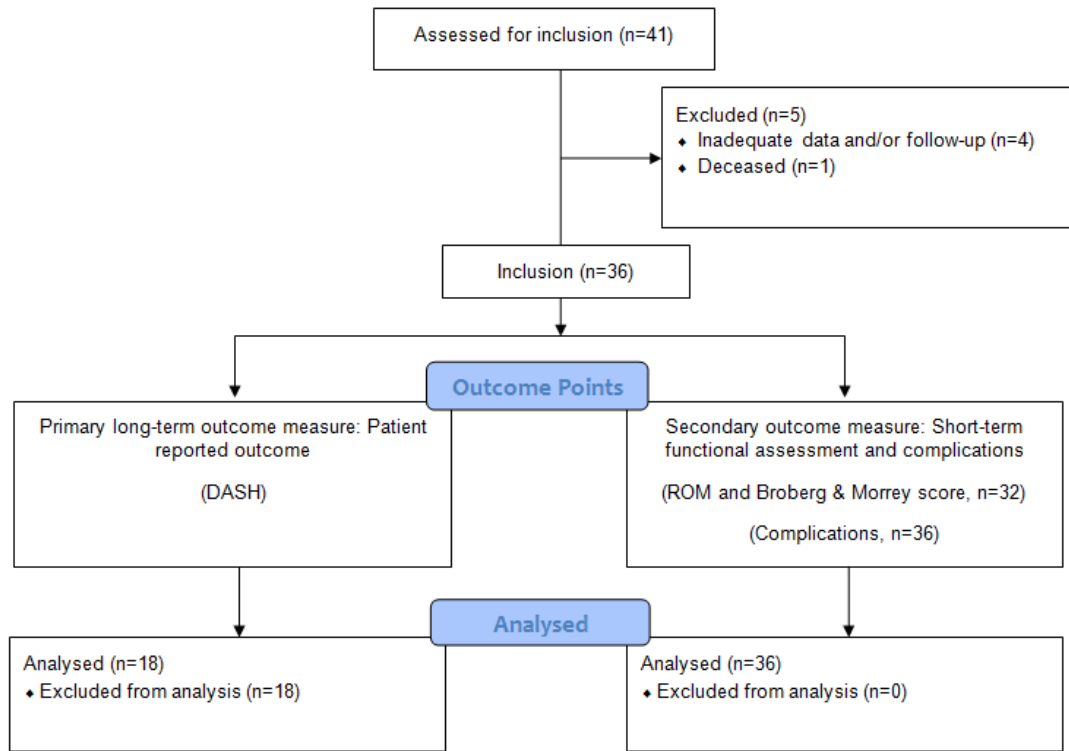 Assessed for inclusion (n=41)
Excluded (n=5)
⬥ Inadequate data and/or follow-up (n=4)
⬥ Deceased (n=1)
Inclusion (n=36)
Outcome Points
Primary long-term outcome measure: Patient
reported outcome
(DASH)
Secondary outcome measure: Short-term
functional assessment and complications
(ROM and Broberg & Morrey score, n=32)
(Complications, n=36)
Analysed
Analysed (n=18)
⬥ Excluded from analysis (n=18)
Analysed (n=36)
⬥ Excluded from analysis (n=0)